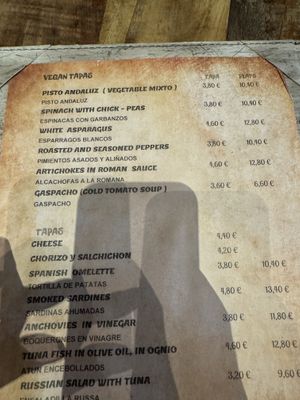 VEGAN TAPAS TAPA PLATO
PISTO ANDALUZ ( VEGETABLE MIXTO ) 3,80 € 10,40 €
PISTO ANDALUZ
SPINACH WITH CHICK - PEAS 3,80 € 10,40 €
ESPINACAS CON GARBANZOS
WHITE ASPARAGUS 4,60 € 12,80 €
ESPARRAGOS BLANCOS
ROASTED AND SEASONED PEPPERS 3,80 € 10,40 €
PIMIENTOS ASADOS Y ALIÑADOS
ARTICHOKES IN ROMAN SAUCE 4,60 € 12,80 €
ALCACHOFAS A LA ROMANA
GASPACHO (COLD TOMATO SOUP ) 3,60 € 6,60 €
GASPACHO
TAPAS
CHEESE 4,40 €
CHORIZO Y SALCHICHON 4,20 €
SPANISH OMELETTE 3,80 € 10,40 €
TORTILLA DE PATATAS
SMOKED SARDINES 4,80 € 13,40 €
SARDINAS AHUMADAS
ANCHOVIES IN VINEGAR 3,80 € 11,80 €
BOQUERONES EN VINAGRE
TUNA FISH IN OLIVE OIL, IN OGNIO 4,60 € 12,80 €
ATUN ENCEBOLLADO
RUSSIAN SALAD WITH TUNA 3,20 € 9,60 €
ENSALADILLA RUSSA